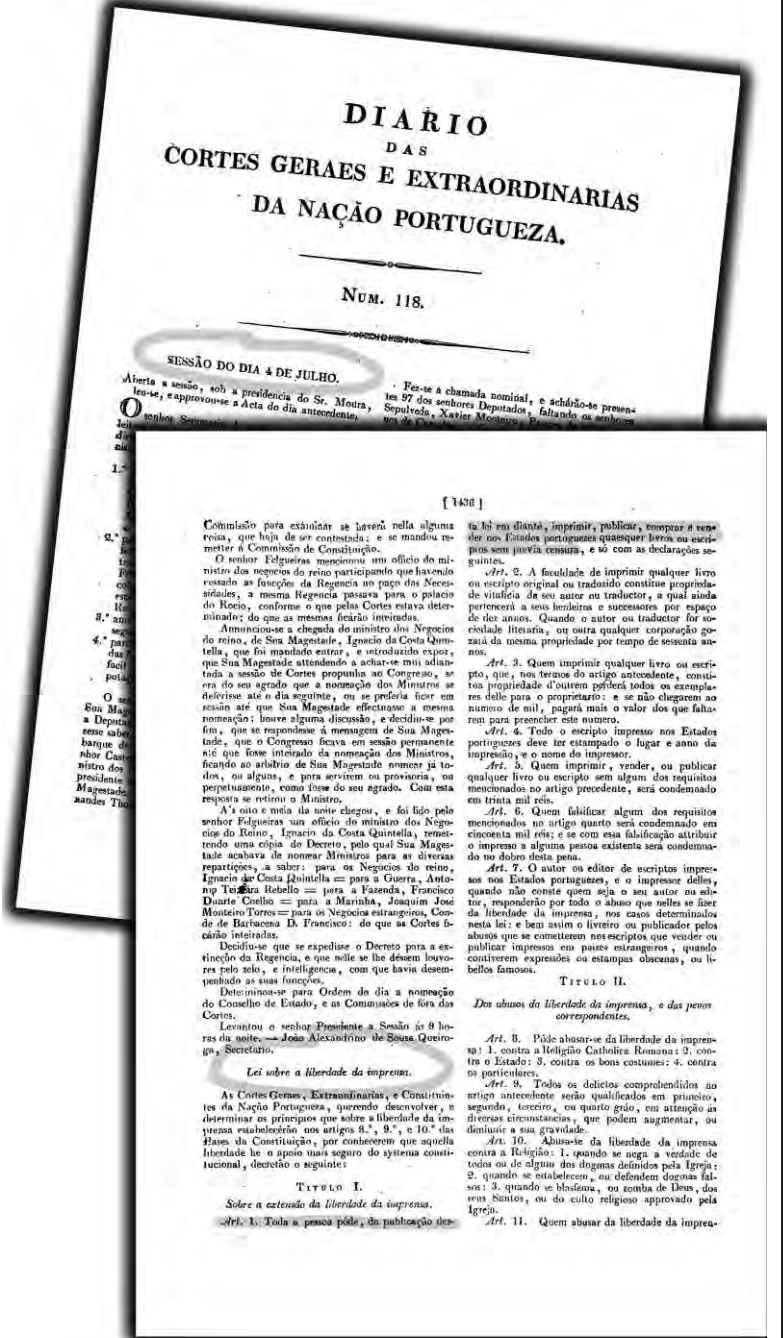 DIARIO
DAS
CORTES GERAES E EXTRAORDINARIAS
DA NAÇÃO PORTUGUEZA.
NUM. 118.
SESSÃO DO DIA 4 DE JULHO.
Aberta a sessão, sob a presidencia do Sr. Moura,
leu-se, e approvou-se a Acta do dia antecedente.
O senhor
Fez-se a chamada nominal, e achárão-se presen-
tes 97 dos senhores Deputados, faltando os senhores
Sepulveda, Xavier Monteiro,
1.°
2.°
3.°
4.° par
das
facil
pota
O se
Sua Mag
a Deputa
zesse sabe
barque d
nhor Cast
nistro dos
presidente
Magestade
nandes Tho
[ 1436 ]
Commissão para examinar se haverá nella alguma
coisa, que haja de ser contestada; e se mandou re-
metter á Commissão de Constituição.
O senhor Felgueiras mencionou um officio do mi-
nistro dos negocios do reino participando que havendo
cessado as funcções da Regencia no paço das Neces-
sidades, a mesma Regencia passava para o palacio
do Rocio, conforme o que pelas Cortes estava deter-
minado; do que as mesmas ficárão inteiradas.
Annunciou-se a chegada do ministro dos Negocios
do reino, de Sua Magestade, Ignacio da Costa Quin-
tella, que foi mandado entrar, e introduzido expoz,
que Sua Magestade attendendo a achar-se mui adian-
tada a sessão de Cortes propunha ao Congresso, se
era do seu agrado que a nomeação dos Ministros se
deferisse até o dia seguinte, ou se preferia ficar em
sessão até que Sua Magestade effectuasse a mesma
nomeação; houve alguma discussão, e decidiu-se por
fim, que se respondesse á mensagem de Sua Mages-
tade, que o Congresso ficava em sessão permanente
até que fosse inteirado da nomeação dos Ministros,
ficando ao arbitrio de Sua Magestade nomear já to-
dos, ou alguns, e para servirem ou provisoria, ou
perpetuamente, como fosse do seu agrado. Com esta
resposta se retirou o Ministro.
A's oito e meia da noite chegou, e foi lido pelo
senhor Felgueiras um officio do ministro dos Nego-
cios do Reino, Ignacio da Costa Quintella, remet-
tendo uma cópia do Decreto, pelo qual Sua Mages-
tade acabava de nomear Ministros para as diversas
repartições, a saber: para os Negocios do reino,
Ignacio da Costa Quintella = para a Guerra, Anto-
nio Teixeira Rebello = para a Fazenda, Francisco
Duarte Coelho = para a Marinha, Joaquim José
Monteiro Torres = para os Negocios estrangeiros, Con-
de de Barbacena D. Francisco: do que as Cortes fi-
cárão inteiradas.
Decidiu-se que se expedisse o Decreto para a ex-
tincção da Regencia, e que nelle se lhe dessem louvo-
res pelo zelo, e intelligencia, com que havia desem-
penhado as suas funcções.
Determinou-se para Ordem do dia a nomeação
do Conselho de Estado, e as Commissões de fóra das
Cortes.
Levantou o senhor Presidente a Sessão ás 9 ho-
ras da noite. — João Alexandrino de Sousa Queiro-
ga, Secretario.
Lei sobre a liberdade da imprensa.
As Cortes Geraes, Extraordinarias, e Constituin-
tes da Nação Portugueza, querendo desenvolver, e
determinar os principios que sobre a liberdade da im-
prensa estabelecêrão nos artigos 8.°, 9.°, e 10.° das
Bases da Constituição, por conhecerem que aquella
liberdade he o apoio mais seguro do systema consti-
tucional, decretão o seguinte:
TITULO I.
Sobre a extensão da liberdade da imprensa.
Art. 1. Toda a pessoa póde, da publicação des-
ta lei em diante, imprimir, publicar, comprar e ven-
der nos Estados portuguezes quaesquer livros ou escri-
ptos sem previa censura, e só com as declarações se-
guintes.
Art. 2. A faculdade de imprimir qualquer livro
ou escripto original ou traduzido constitue proprieda-
de vitalicia de seu autor ou traductor, a qual ainda
pertencerá a seus herdeiros e successores por espaço
de dez annos. Quando o autor ou traductor for so-
ciedade literaria, ou outra qualquer corporação go-
zará da mesma propriedade por tempo de sessenta an-
nos.
Art. 3. Quem imprimir qualquer livro ou escri-
pto, que, nos termos do artigo antecedente, consti-
tua propriedade d'outrem perderá todos os exempla-
res delle para o proprietario: e se não chegarem ao
numero de mil, pagará mais o valor dos que falta-
rem para preencher este numero.
Art. 4. Todo o escripto impresso nos Estados
portuguezes deve ter estampado o lugar e anno da
impressão, e o nome do impressor.
Art. 5. Quem imprimir, vender, ou publicar
qualquer livro ou escripto sem algum dos requisitos
mencionados no artigo precedente, será condemnado
em trinta mil réis.
Art. 6. Quem falsificar algum dos requisitos
mencionados no artigo quarto será condemnado em
cincoenta mil réis; e se com essa falsificação attribuir
o impresso a alguma pessoa existente será condemna-
do no dobro desta pena.
Art. 7. O autor ou editor de escriptos impres-
sos nos Estados portuguezes, e o impressor delles,
quando não conste quem seja o seu autor ou edi-
tor, responderão por todo o abuso que nelles se fizer
da liberdade da imprensa, nos casos determinados
nesta lei: e bem assim o livreiro ou publicador pelos
abusos que se cometterem nos escriptos que vender ou
publicar impressos em paizes estrangeiros, quando
contiverem expressões ou estampas obscenas, ou li-
bellos famosos.
TITULO II.
Dos abusos da liberdade da imprensa, e das penas
correspondentes.
Art. 8. Póde abusar-se da liberdade da impren-
sa: 1. contra a Religião Catholica Romana: 2. con-
tra o Estado: 3. contra os bons costumes: 4. contra
os particulares.
Art. 9. Todos os delictos comprehendidos no
artigo antecedente serão qualificados em primeiro,
segundo, terceiro, ou quarto gráo, em attenção ás
diversas circunstancias, que podem augmentar, ou
diminuir a sua gravidade.
Art. 10. Abusa-se da liberdade da imprensa
contra a Religião: 1. quando se nega a verdade de
todos ou de algum dos dogmas definidos pela Igreja:
2. quando se estabelecem, ou defendem dogmas fal-
sos: 3. quando se blasfema, ou zomba de Deus, dos
seus Santos, ou do culto religioso approvado pela
Igreja.
Art. 11. Quem abusar da liberdade da impren-